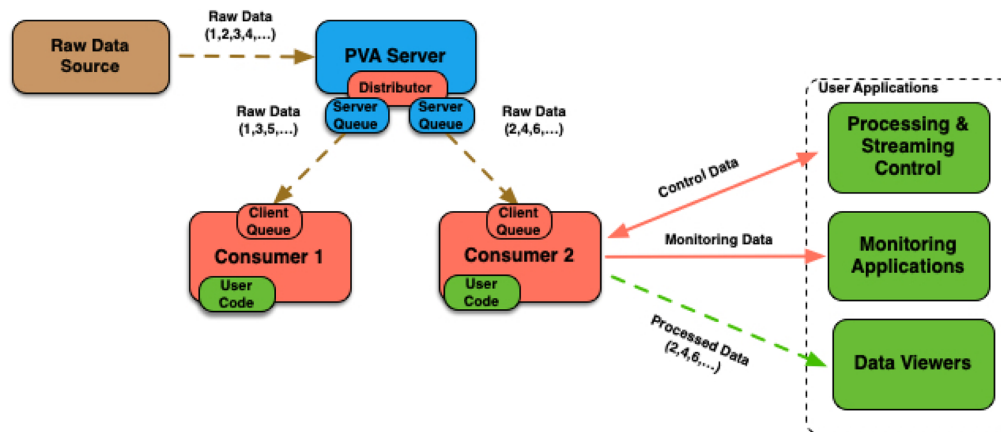 Raw Data
Source
Raw Data
(1,2,3,4,...)
PVA Server
Distributor
Server
Queue
Server
Queue
Raw Data
(1,3,5,...)
Raw Data
(2,4,6,...)
Client
Queue
Consumer 1
User
Code
Client
Queue
Consumer 2
User
Code
Control Data
Monitoring Data
Processed Data
(2,4,6,...)
User Applications
Processing &
Streaming
Control
Monitoring
Applications
Data Viewers